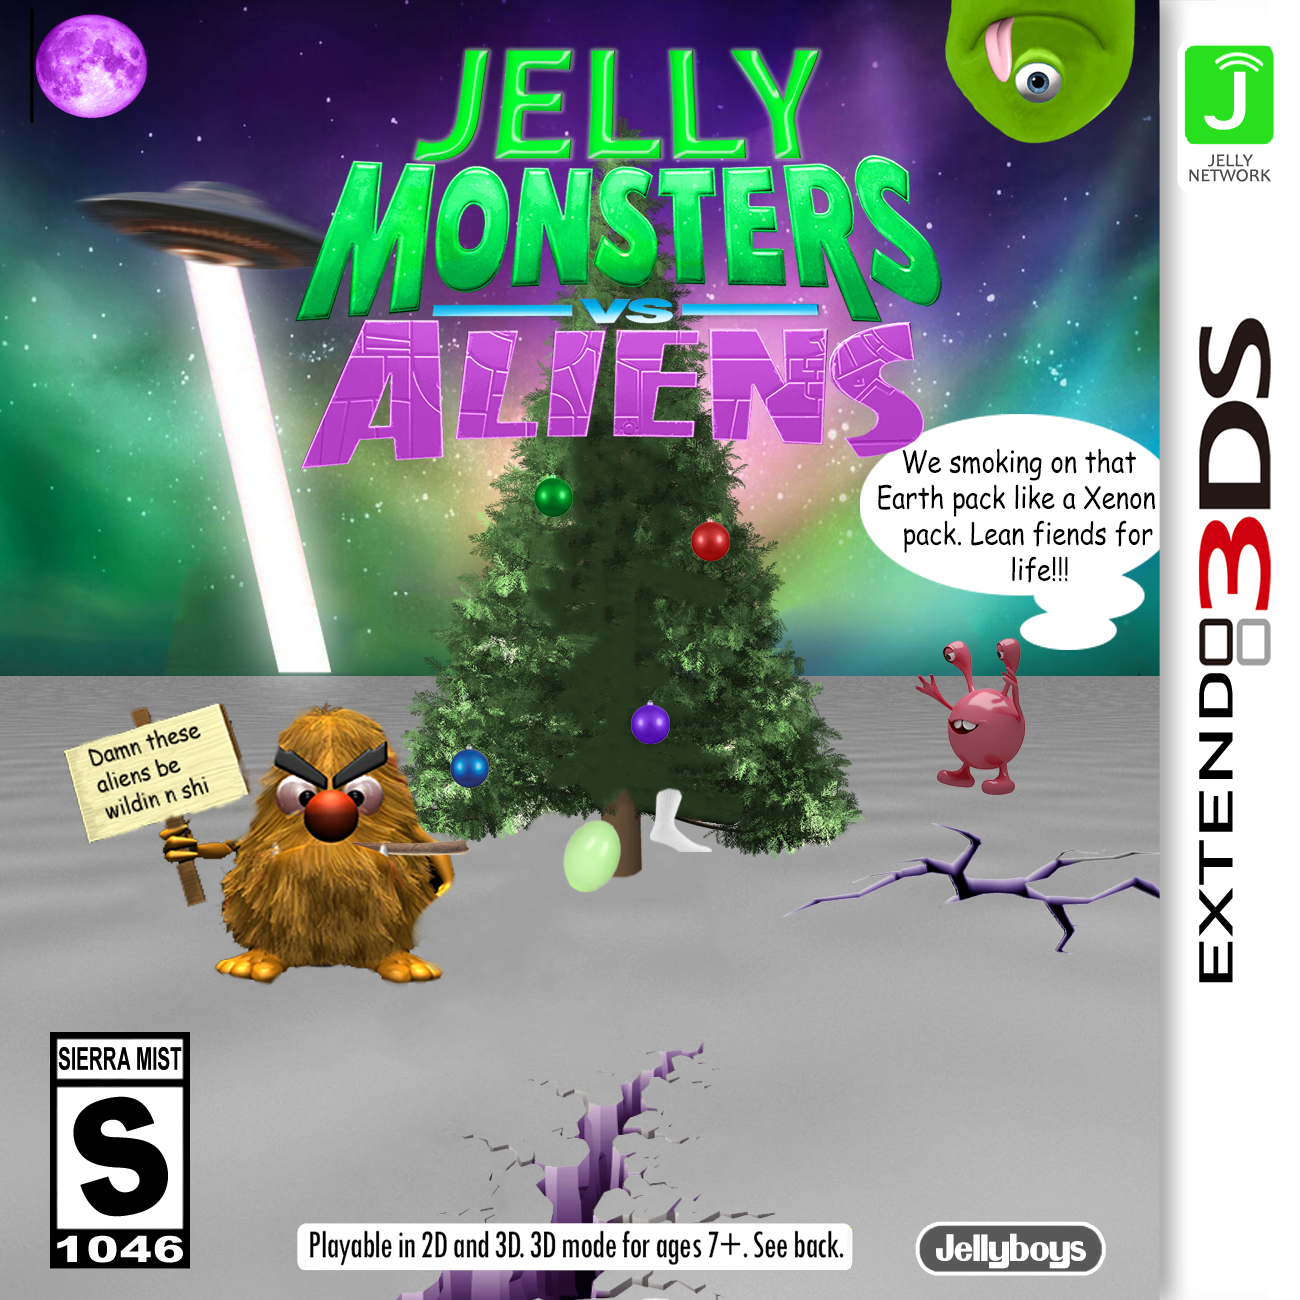 JELLY
MONSTERS
VS
ALIENS
J
JELLY
NETWORK
We smoking on that
Earth pack like a Xenon
pack. Lean fiends for
life!!!
EXTENDO3DS
Damn these
aliens be
wildin n shi
SIERRA MIST
S
1046
Playable in 2D and 3D. 3D mode for ages 7+. See back.
Jellyboys